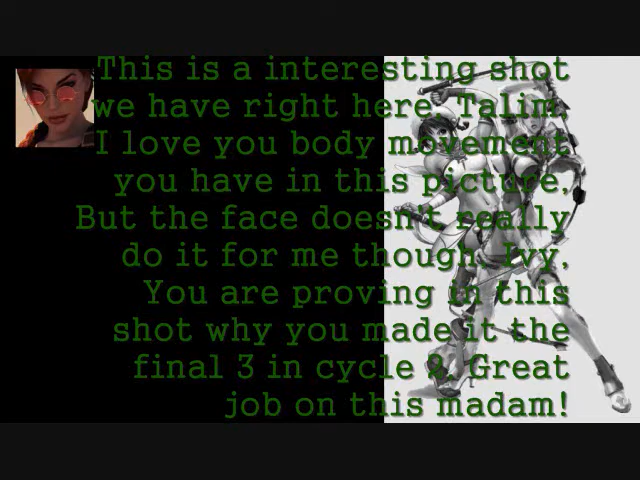 This is a interesting shot
we have right here. Talim,
I love you body movement
you have in this picture.
But the face doesn't really
do it for me though. Ivy,
You are proving in this
shot why you made it the
final 3 in cycle 2. Great
job on this madam!